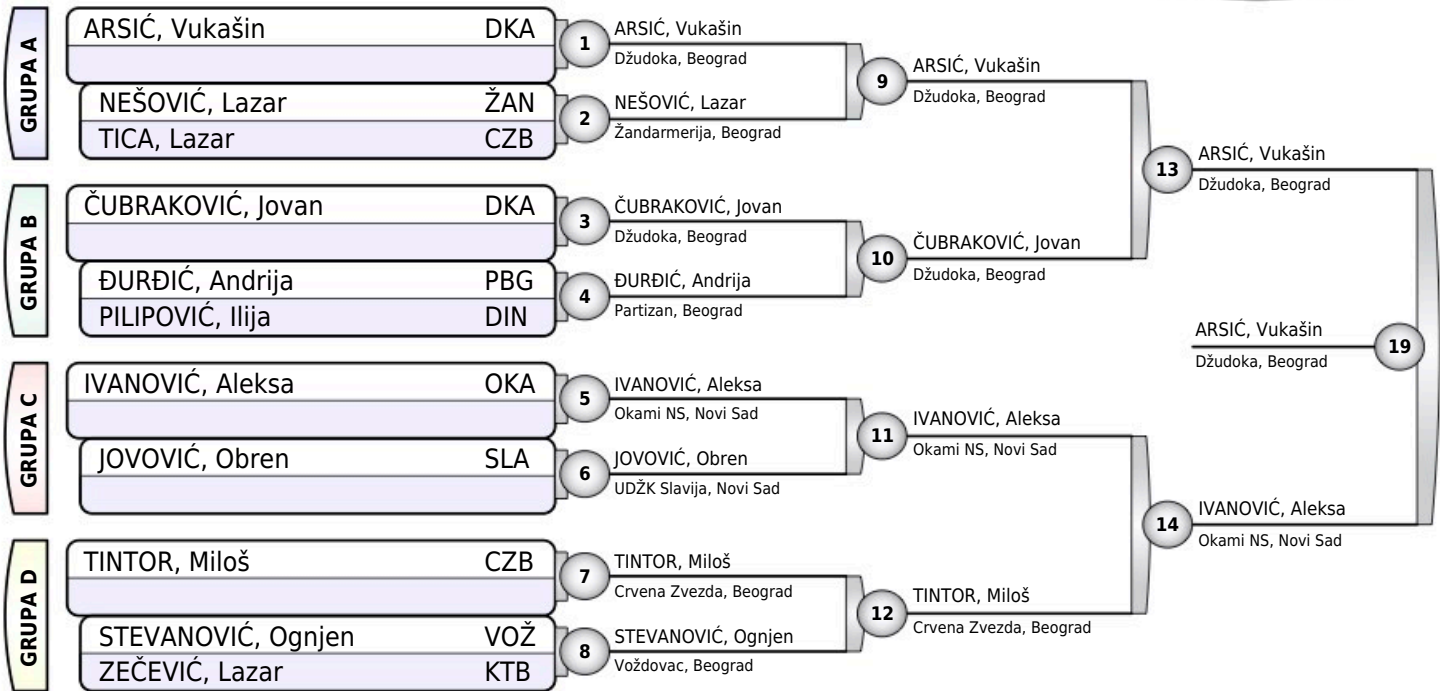 GRUPA A
ARSIĆ, Vukašin DKA
NEŠOVIĆ, Lazar ŽAN
TICA, Lazar CZB
GRUPA B
ČUBRAKOVIĆ, Jovan DKA
ĐURĐIĆ, Andrija PBG
PILIPOVIĆ, Ilija DIN
GRUPA C
IVANOVIĆ, Aleksa OKA
JOVOVIĆ, Obren SLA
GRUPA D
TINTOR, Miloš CZB
STEVANOVIĆ, Ognjen VOŽ
ZEČEVIĆ, Lazar KTB
1
ARSIĆ, Vukašin
Džudoka, Beograd
2
NEŠOVIĆ, Lazar
Žandarmerija, Beograd
3
ČUBRAKOVIĆ, Jovan
Džudoka, Beograd
4
ĐURĐIĆ, Andrija
Partizan, Beograd
5
IVANOVIĆ, Aleksa
Okami NS, Novi Sad
6
JOVOVIĆ, Obren
UDŽK Slavija, Novi Sad
7
TINTOR, Miloš
Crvena Zvezda, Beograd
8
STEVANOVIĆ, Ognjen
Voždovac, Beograd
9
ARSIĆ, Vukašin
Džudoka, Beograd
10
ČUBRAKOVIĆ, Jovan
Džudoka, Beograd
11
IVANOVIĆ, Aleksa
Okami NS, Novi Sad
12
TINTOR, Miloš
Crvena Zvezda, Beograd
13
ARSIĆ, Vukašin
Džudoka, Beograd
14
IVANOVIĆ, Aleksa
Okami NS, Novi Sad
ARSIĆ, Vukašin
Džudoka, Beograd
19